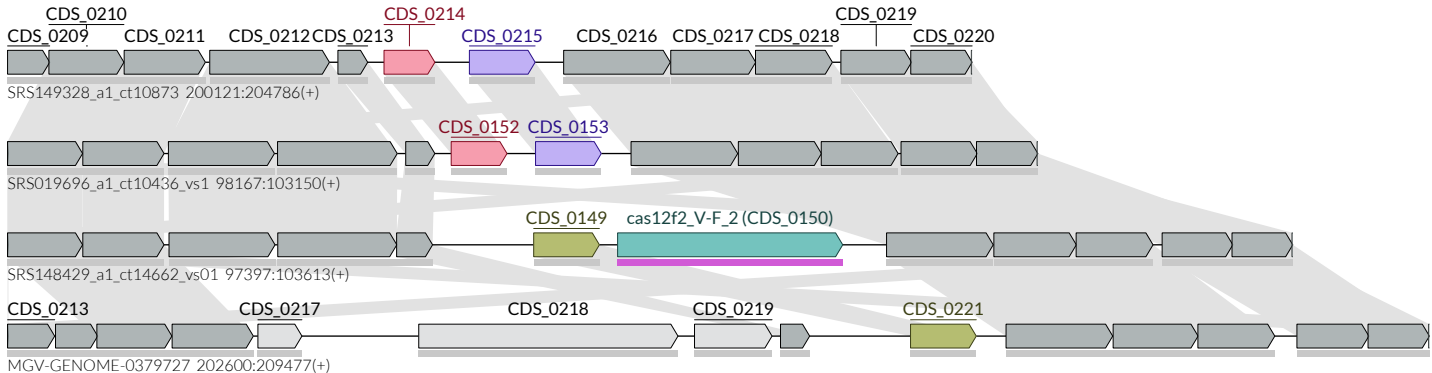 CDS_0210 CDS_0214 CDS_0219
CDS_0209 CDS_0211 CDS_0212 CDS_0213 CDS_0215 CDS_0216 CDS_0217 CDS_0218 CDS_0220
SRS149328_a1_ct10873 200121:204786(+)
CDS_0152 CDS_0153
SRS019696_a1_ct10436_vs1 98167:103150(+)
CDS_0149 cas12f2_V-F_2 (CDS_0150)
SRS148429_a1_ct14662_vs01 97397:103613(+)
CDS_0213 CDS_0217 CDS_0218 CDS_0219 CDS_0221
MGV-GENOME-0379727 202600:209477(+)